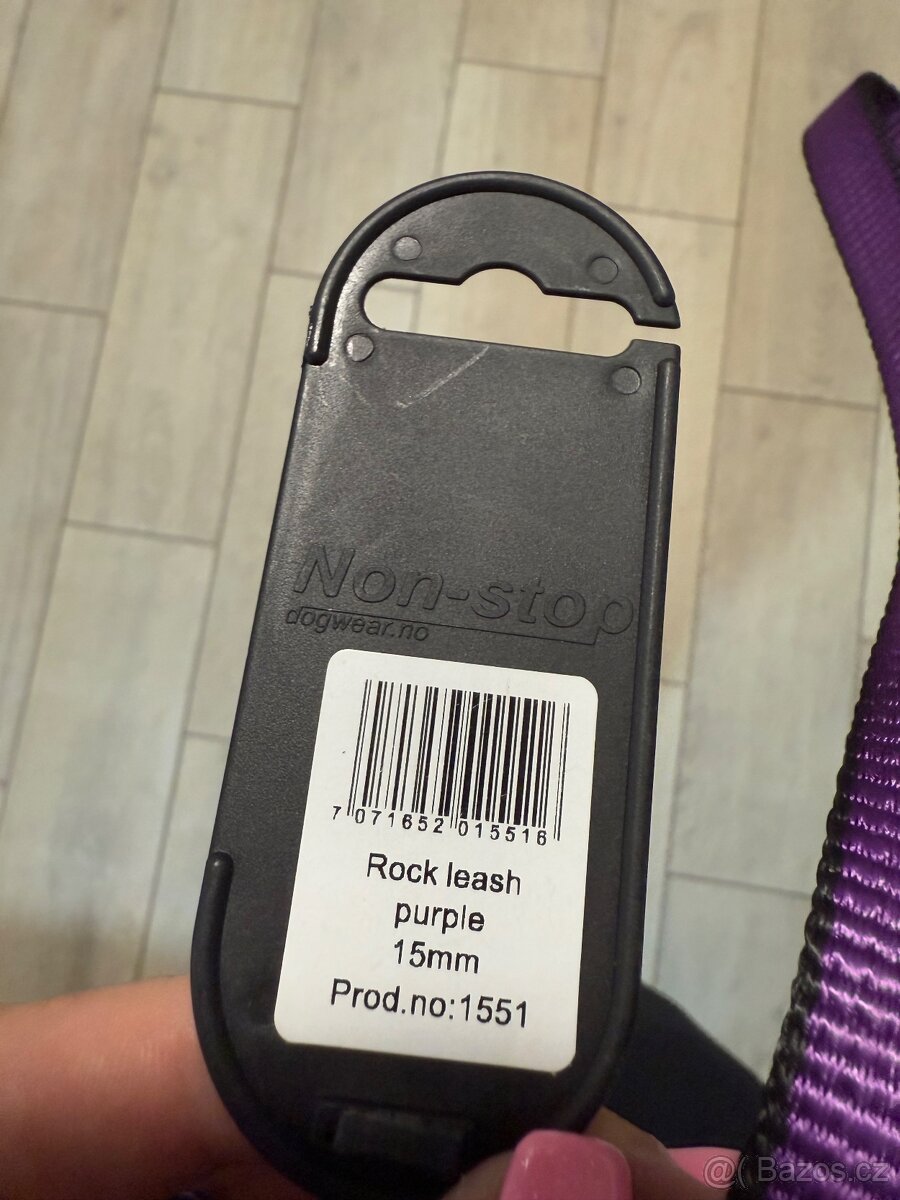 Non-stop
dogwear.no
7 071652 015516
Rock leash
purple
15mm
Prod.no:1551
@( Bazos.cz